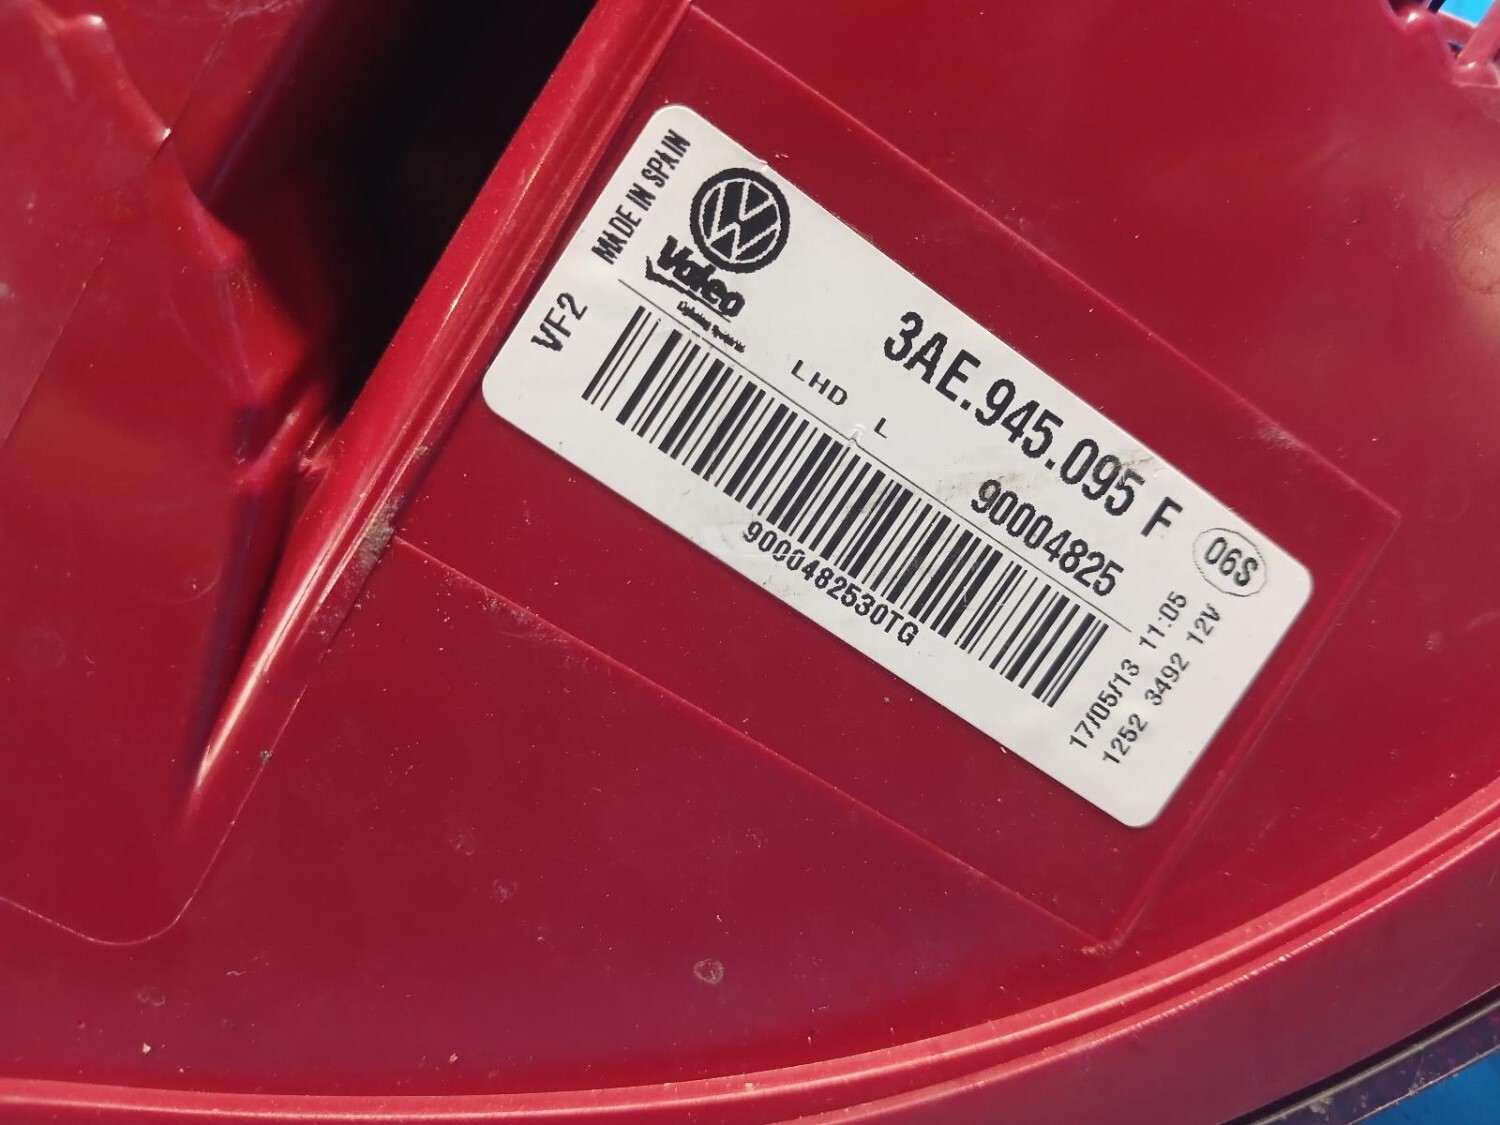 MADE IN SPAIN
VF2
Valeo
3AE.945.095 F
LHD L
90004825
06S
9000482530TG
17/05/13 11:05
1252 3492 12V